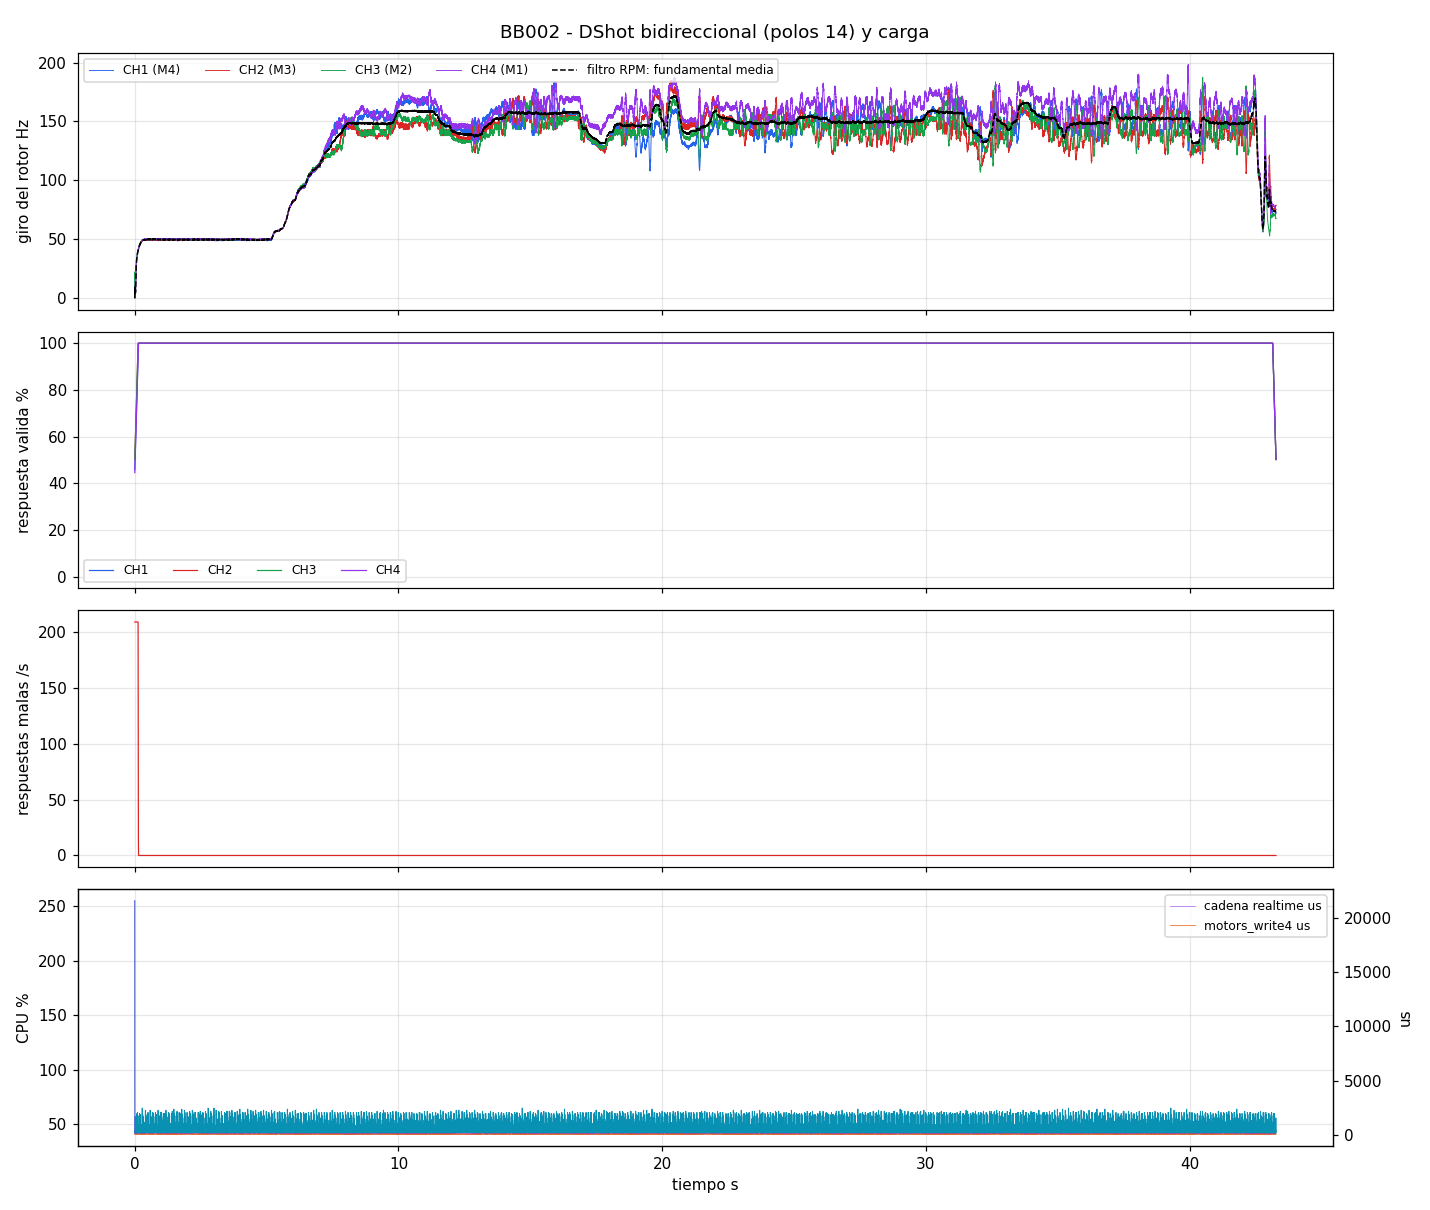 BB002 - DShot bidireccional (polos 14) y carga
CH1 (M4) CH2 (M3) CH3 (M2) CH4 (M1) filtro RPM: fundamental media
giro del rotor Hz
200
150
100
50
0
respuesta valida %
100
80
60
40
20
0
CH1 CH2 CH3 CH4
respuestas malas /s
200
150
100
50
0
CPU %
250
200
150
100
50
cadena realtime us
motors_write4 us
20000
15000
10000
5000
0
us
0 10 20 30 40
tiempo s